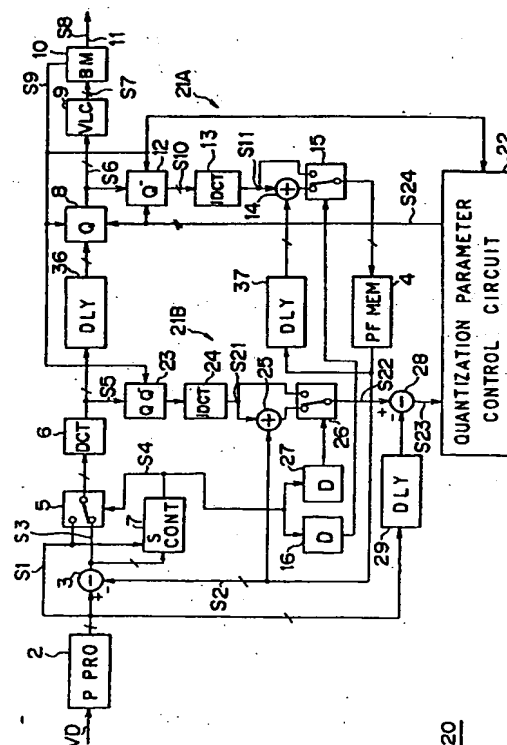 VD
2
P PRO
S1
3
+
-
S3
5
S2
7
S CONT
S4
6
DCT
S5
36
DLY
8
Q
S6
9
VLC
S7
10
BM
S9
S8
11
21A
21B
23
Q Q⁻
24
IDCT
S21
25
26
27
D
16
D
12
Q⁻
S10
13
IDCT
S11
14
15
37
DLY
4
PF MEM
S22
+
-
28
S23
29
DLY
S24
22
QUANTIZATION PARAMETER
CONTROL CIRCUIT
20